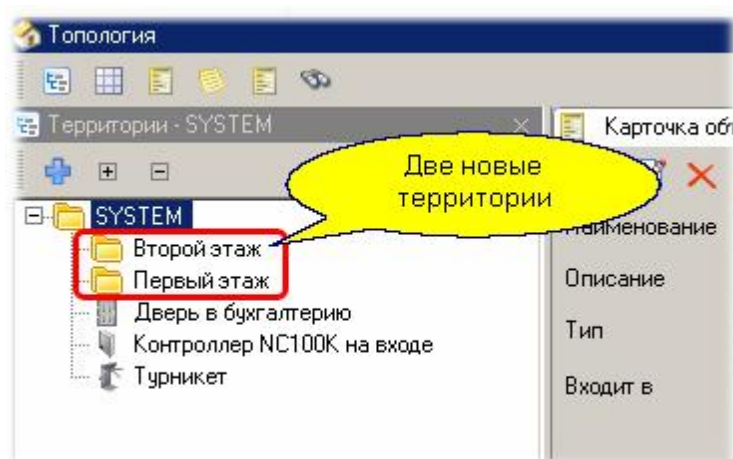 Топология
Территории - SYSTEM
Карточка объ
Две новые
территории
SYSTEM
Второй этаж
Первый этаж
Дверь в бухгалтерию
Контроллер NC100K на входе
Турникет
Наименование
Описание
Тип
Входит в